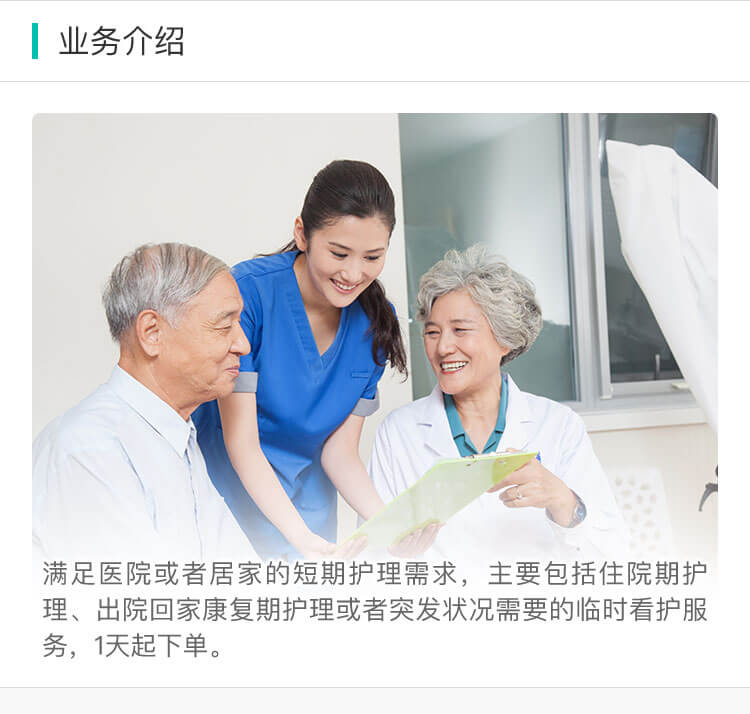 业务介绍
满足医院或者居家的短期护理需求，主要包括住院期护
理、出院回家康复期护理或者突发状况需要的临时看护服
务，1天起下单。